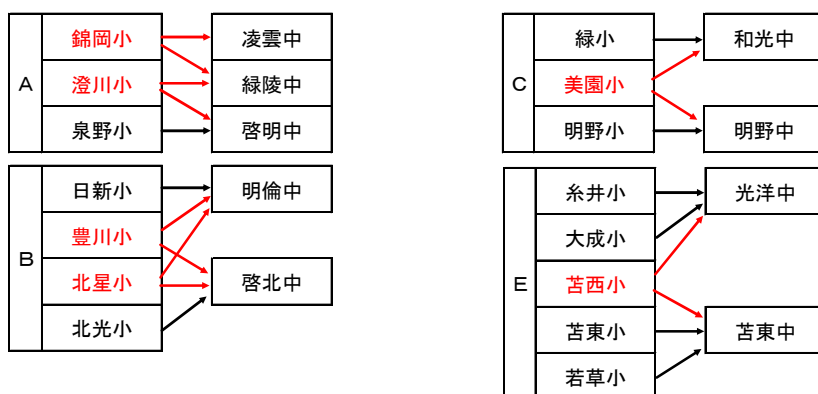 A
錦岡小
凌雲中
澄川小
緑陵中
泉野小
啓明中
B
日新小
明倫中
豊川小
北星小
啓北中
北光小
C
緑小
和光中
美園小
明野小
明野中
E
糸井小
光洋中
大成小
苫西小
苫東小
苫東中
若草小